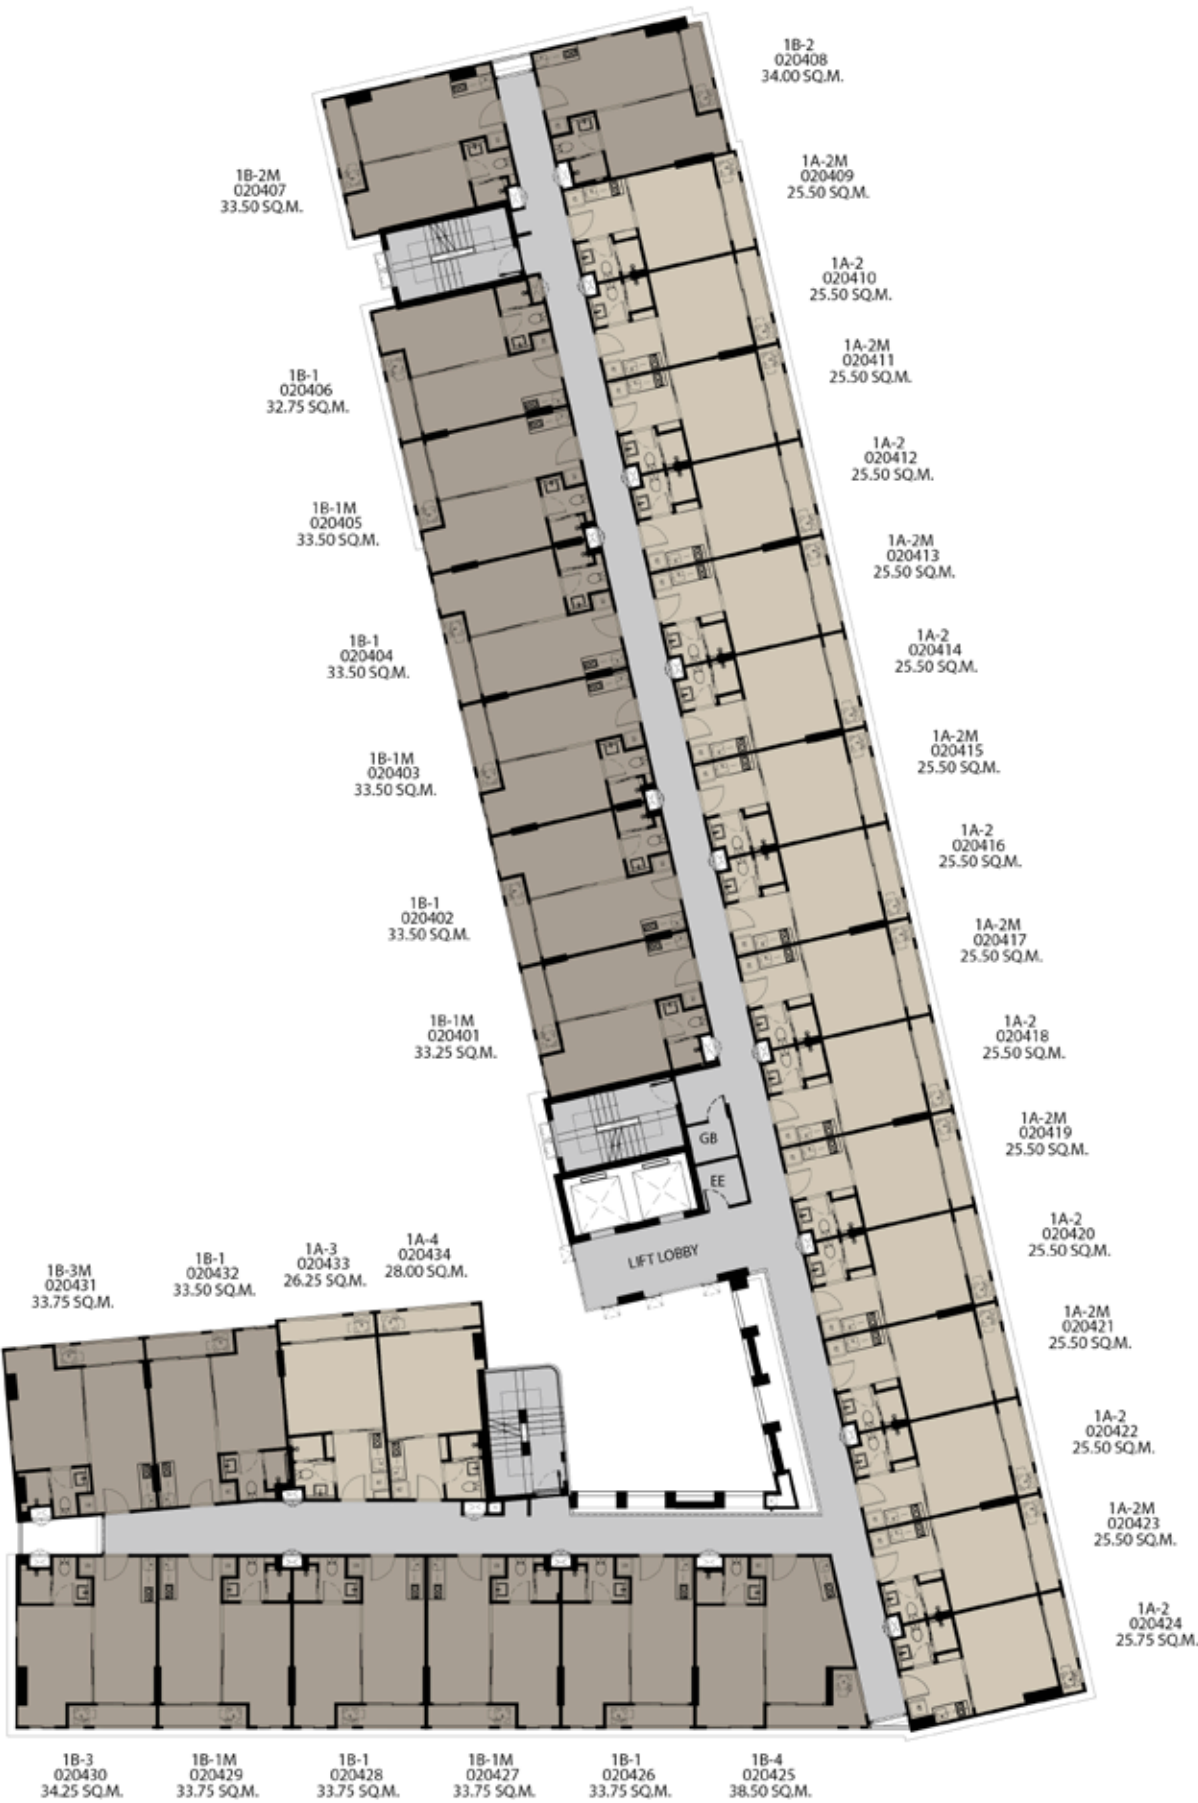 1B-2
020408
34.00 SQ.M.
1B-2M
020407
33.50 SQ.M.
1A-2M
020409
25.50 SQ.M.
1A-2
020410
25.50 SQ.M.
1A-2M
020411
25.50 SQ.M.
1B-1
020406
32.75 SQ.M.
1A-2
020412
25.50 SQ.M.
1B-1M
020405
33.50 SQ.M.
1A-2M
020413
25.50 SQ.M.
1B-1
020404
33.50 SQ.M.
1A-2
020414
25.50 SQ.M.
1B-1M
020403
33.50 SQ.M.
1A-2M
020415
25.50 SQ.M.
1A-2
020416
25.50 SQ.M.
1B-1
020402
33.50 SQ.M.
1A-2M
020417
25.50 SQ.M.
1B-1M
020401
33.25 SQ.M.
1A-2
020418
25.50 SQ.M.
GB
1A-2M
020419
25.50 SQ.M.
EE
LIFT LOBBY
1A-2
020420
25.50 SQ.M.
1B-3M
020431
33.75 SQ.M.
1B-1
020432
33.50 SQ.M.
1A-3
020433
26.25 SQ.M.
1A-4
020434
28.00 SQ.M.
1A-2M
020421
25.50 SQ.M.
1A-2
020422
25.50 SQ.M.
1A-2M
020423
25.50 SQ.M.
1A-2
020424
25.75 SQ.M.
1B-3
020430
34.25 SQ.M.
1B-1M
020429
33.75 SQ.M.
1B-1
020428
33.75 SQ.M.
1B-1M
020427
33.75 SQ.M.
1B-1
020426
33.75 SQ.M.
1B-4
020425
38.50 SQ.M.